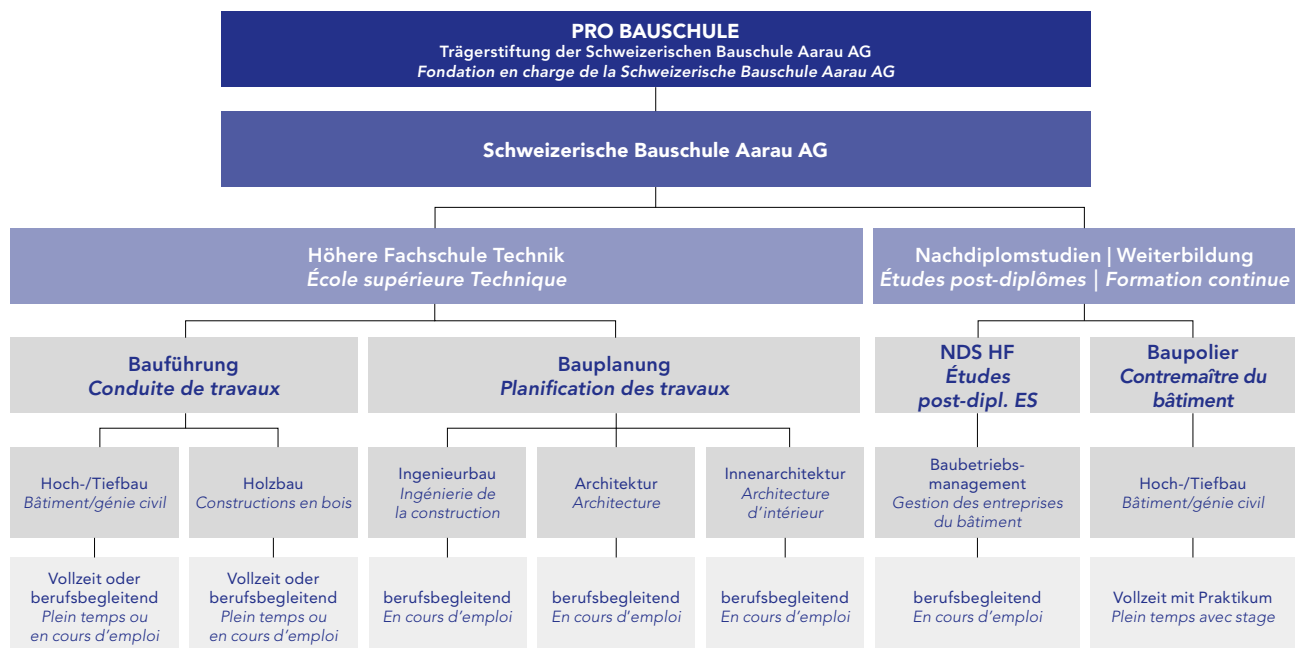 PRO BAUSCHULE
Trägerstiftung der Schweizerischen Bauschule Aarau AG
Fondation en charge de la Schweizerische Bauschule Aarau AG
Schweizerische Bauschule Aarau AG
Höhere Fachschule Technik
École supérieure Technique
Nachdiplomstudien | Weiterbildung
Études post-diplômes | Formation continue
Bauführung
Conduite de travaux
Bauplanung
Planification des travaux
NDS HF
Études
post-dipl. ES
Baupolier
Contremaître du
bâtiment
Hoch-/Tiefbau
Bâtiment/génie civil
Holzbau
Constructions en bois
Ingenieurbau
Ingénierie de
la construction
Architektur
Architecture
Innenarchitektur
Architecture
d’intérieur
Baubetriebs-
management
Gestion des entreprises
du bâtiment
Hoch-/Tiefbau
Bâtiment/génie civil
Vollzeit oder
berufsbegleitend
Plein temps ou
en cours d’emploi
Vollzeit oder
berufsbegleitend
Plein temps ou
en cours d’emploi
berufsbegleitend
En cours d’emploi
berufsbegleitend
En cours d’emploi
berufsbegleitend
En cours d’emploi
berufsbegleitend
En cours d’emploi
Vollzeit mit Praktikum
Plein temps avec stage